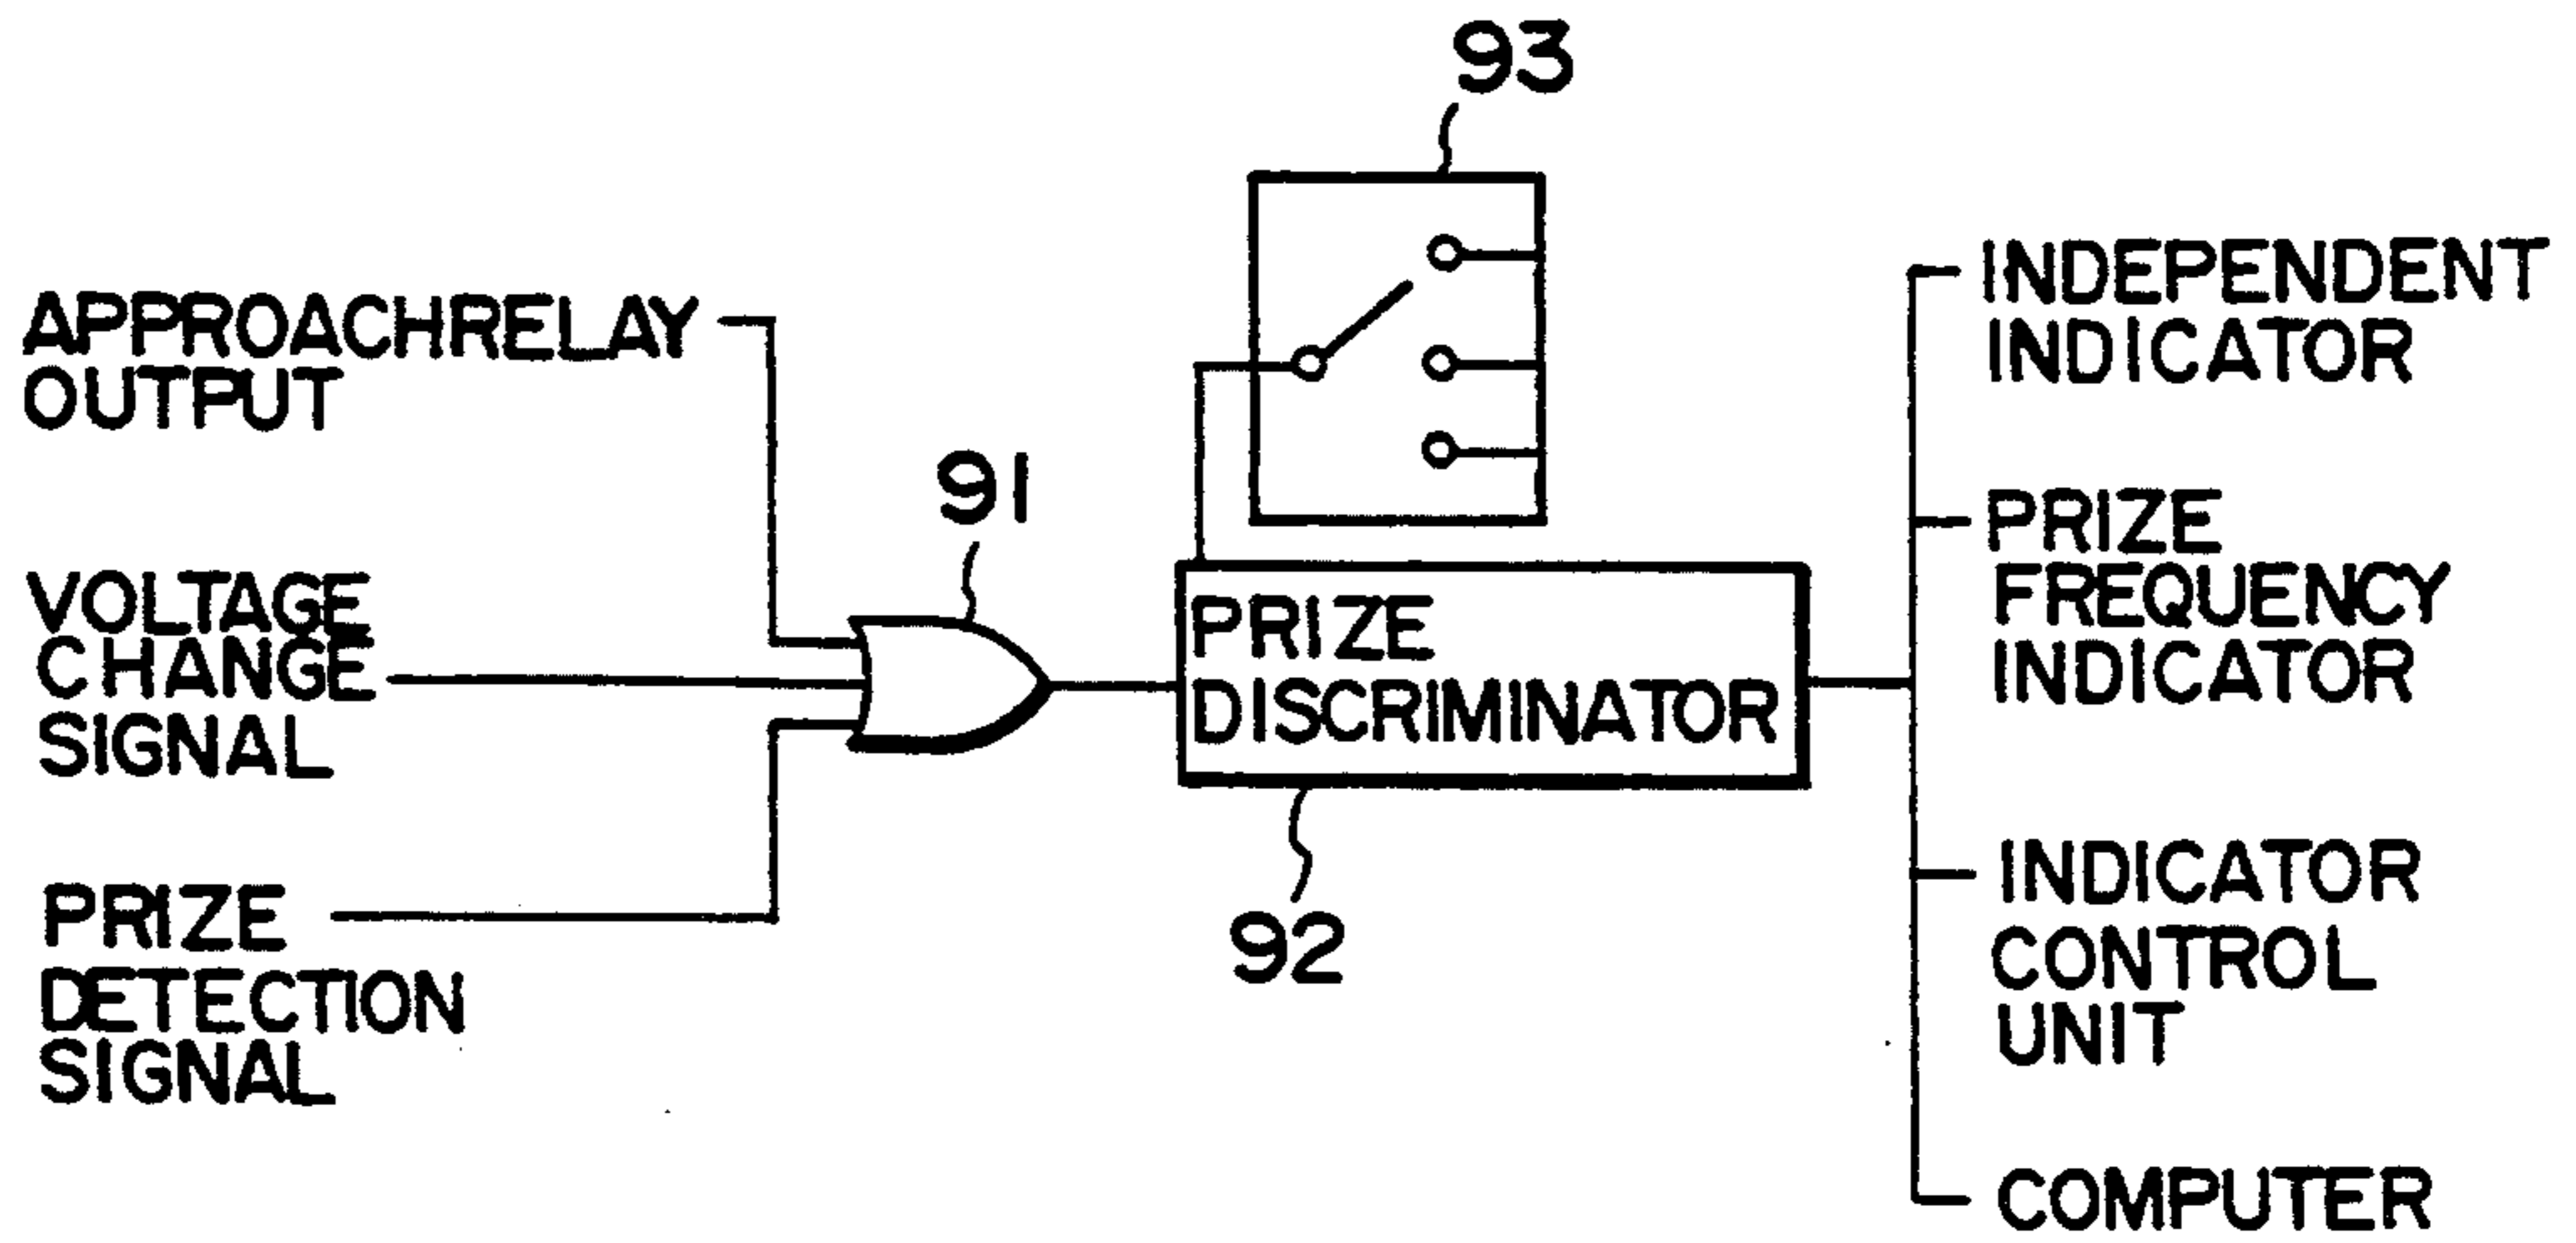 93
APPROACHRELAY
OUTPUT
91
VOLTAGE
CHANGE
SIGNAL
PRIZE
DETECTION
SIGNAL
PRIZE
DISCRIMINATOR
92
INDEPENDENT
INDICATOR
PRIZE
FREQUENCY
INDICATOR
INDICATOR
CONTROL
UNIT
COMPUTER